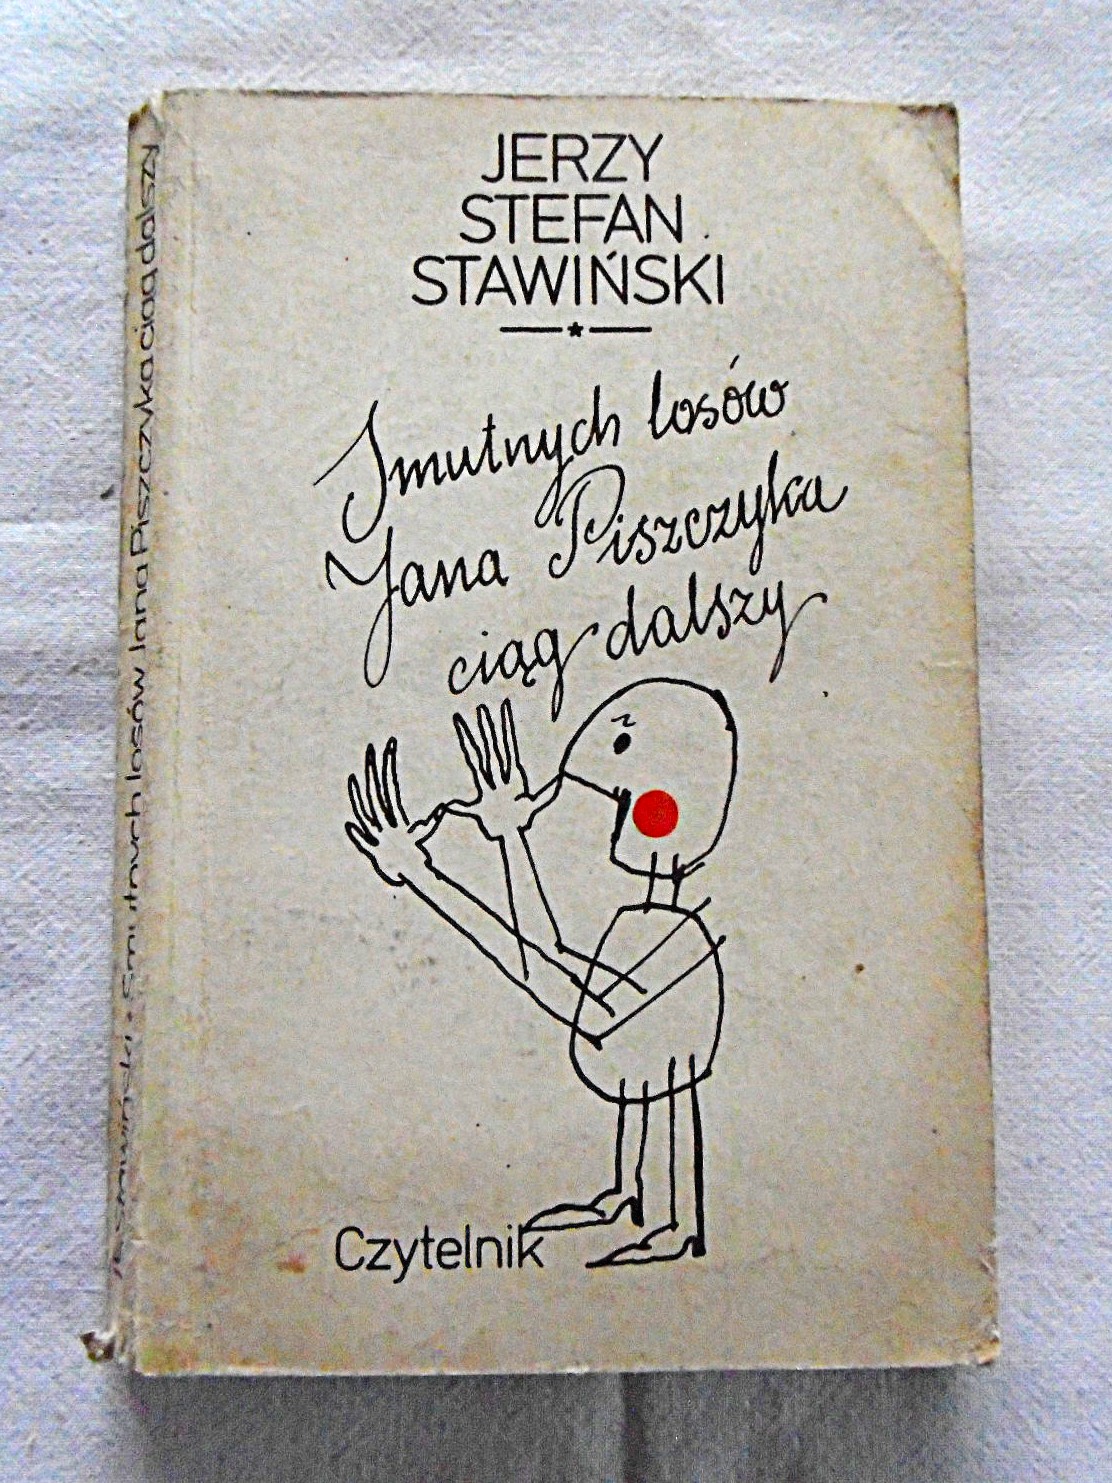 JERZY
STEFAN
STAWIŃSKI
Smutnych losów
Jana Piszczyka
ciąg dalszy
Czytelnik
Stawiński • Smutnych losów Jana Piszczyka ciąg dalszy